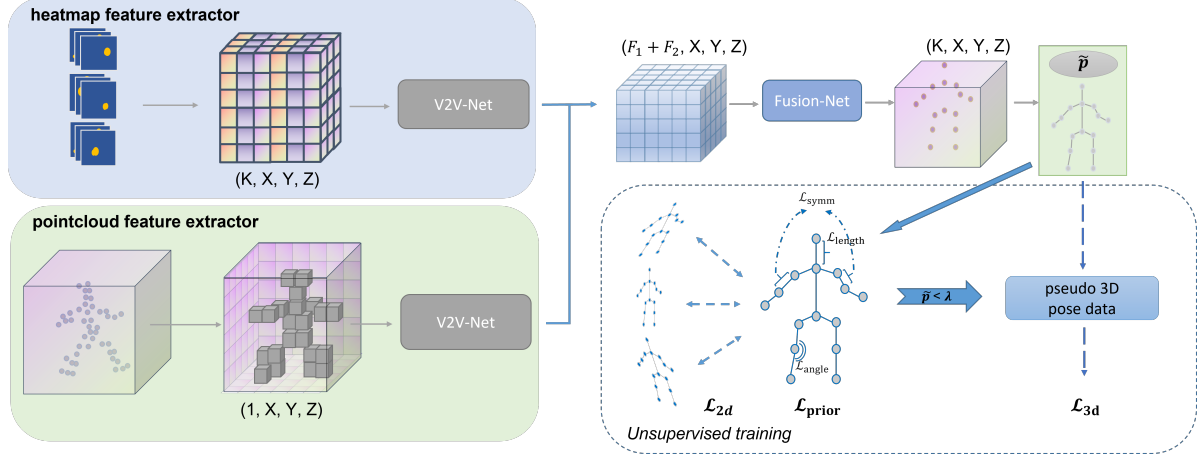 heatmap feature extractor
(K, X, Y, Z)
V2V-Net
pointcloud feature extractor
(1, X, Y, Z)
V2V-Net
(F₁ + F₂, X, Y, Z)
Fusion-Net
(K, X, Y, Z)
p̃
ℒsymm
ℒlength
ℒangle
p̃ < λ
pseudo 3D
pose data
ℒ2d
ℒprior
ℒ3d
Unsupervised training